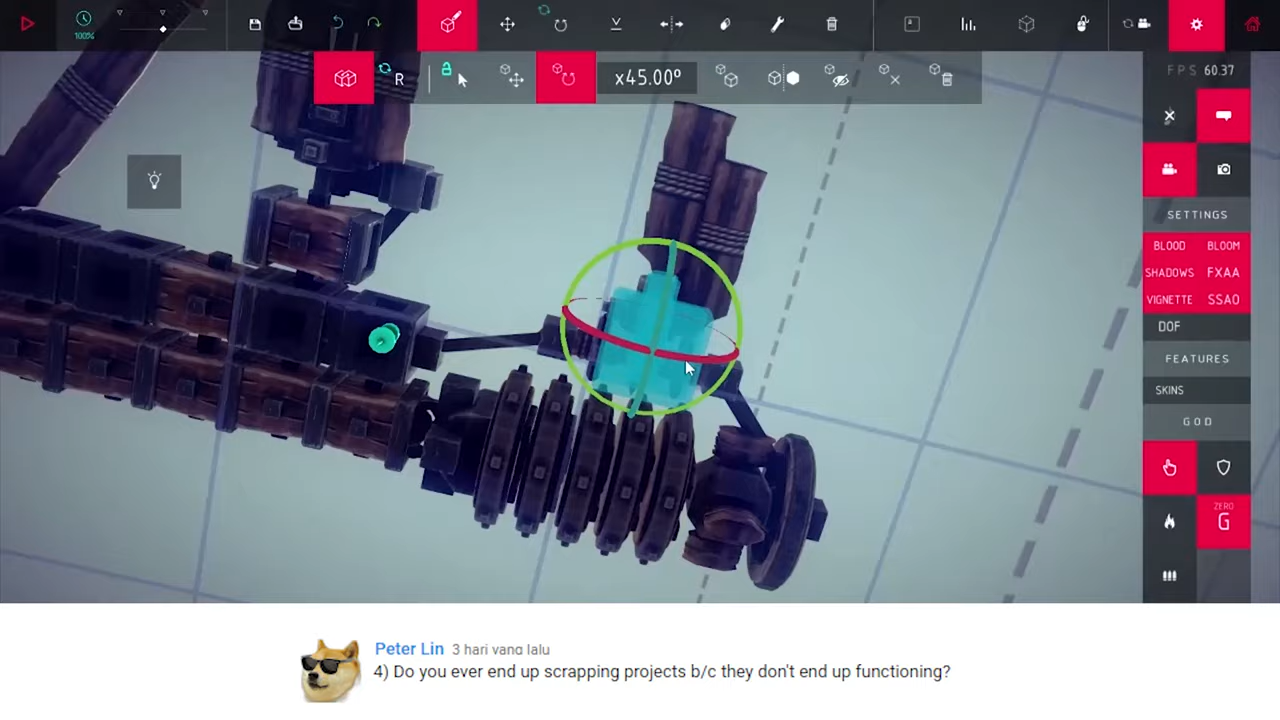 100%
R
x45.00º
FPS 60.37
SETTINGS
BLOOD BLOOM
SHADOWS FXAA
VIGNETTE SSAO
DOF
FEATURES
SKINS
GOD
ZERO
G
Peter Lin 3 hari yang lalu
4) Do you ever end up scrapping projects b/c they don't end up functioning?